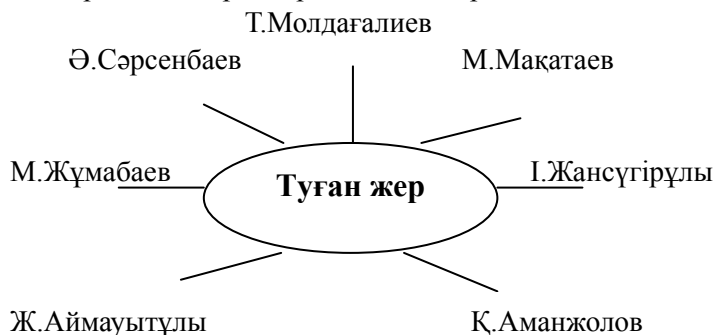 Т.Молдағалиев
Ә.Сәрсенбаев М.Мақатаев
М.Жұмабаев Туған жер І.Жансүгірұлы
Ж.Аймауытұлы Қ.Аманжолов